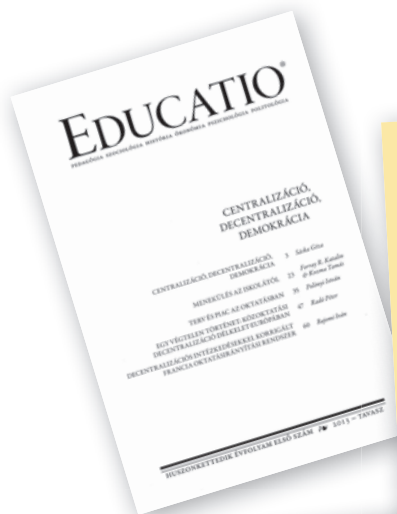 EDUCATIO®
PEDAGÓGIA SZOCIOLÓGIA HISTÓRIA ÖKONÓMIA PSZICHOLÓGIA POLITOLÓGIA
CENTRALIZÁCIÓ,
DECENTRALIZÁCIÓ,
DEMOKRÁCIA
CENTRALIZÁCIÓ, DECENTRALIZÁCIÓ,
DEMOKRÁCIA 3 Sáska Géza
MENEKÜLÉS AZ ISKOLÁTÓL 23 Forray R. Katalin
& Kozma Tamás
TERV ÉS PIAC AZ OKTATÁSBAN 35 Polónyi István
EGY VÉGTELEN TÖRTÉNET: KÖZOKTATÁSI
DECENTRALIZÁCIÓ DÉLKELET-EURÓPÁBAN 47 Radó Péter
DECENTRALIZÁCIÓS INTÉZKEDÉSEKKEL KORRIGÁLT
FRANCIA OKTATÁSIRÁNYÍTÁSI RENDSZER 60 Bajomi Iván
HUSZONKETTEDIK ÉVFOLYAM ELSŐ SZÁM 2013 – TAVASZ